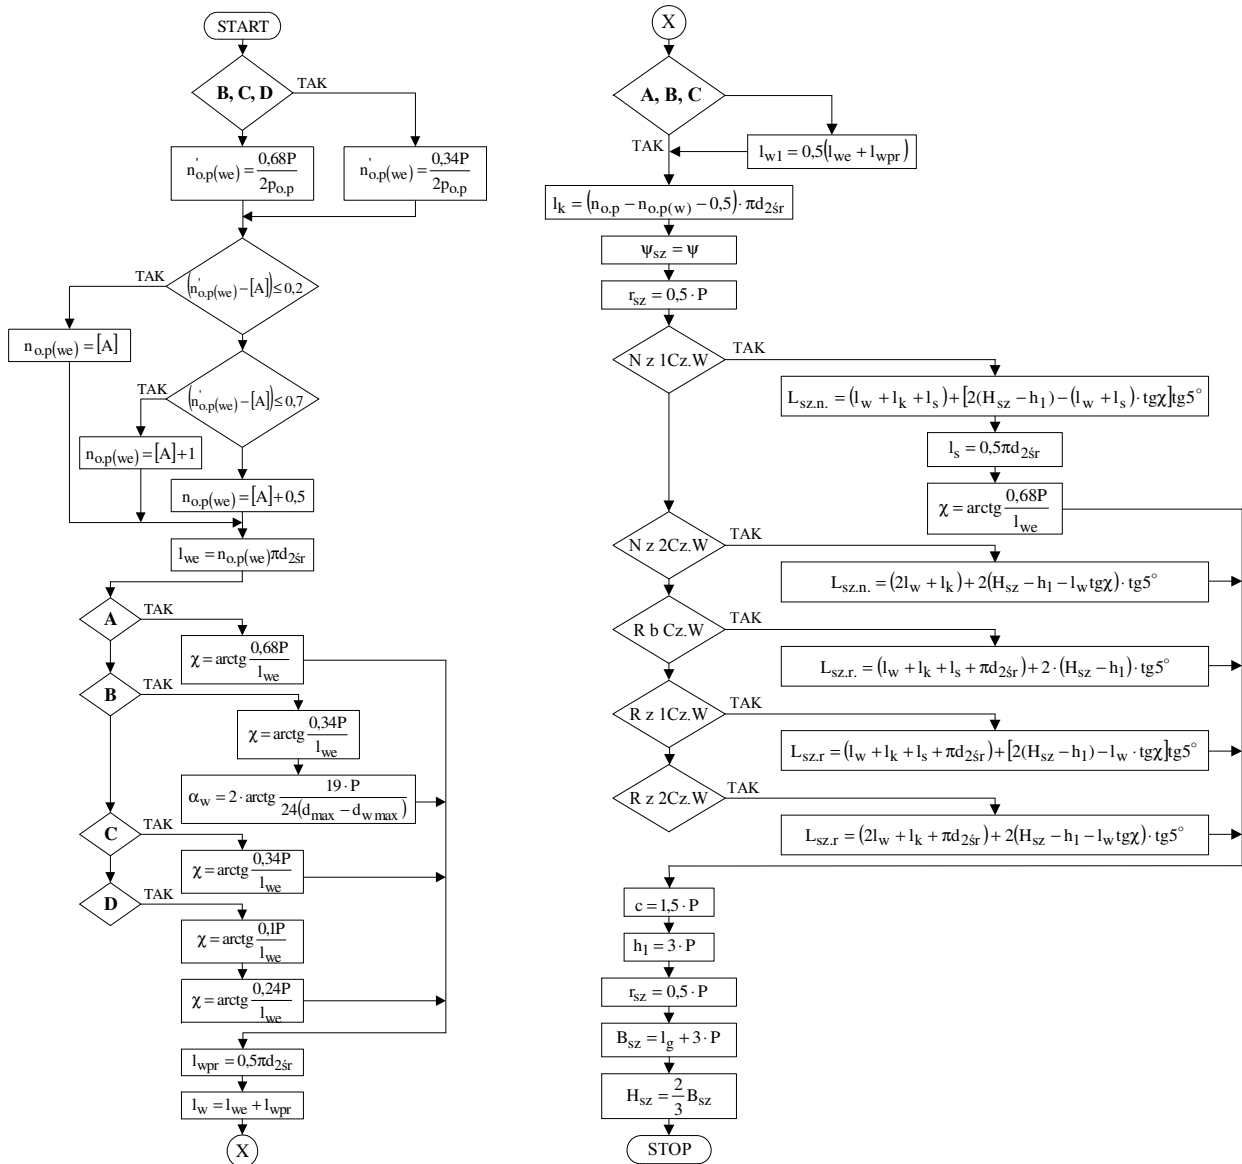 START
B, C, D
TAK
n'o.p(we) = 0,68P / 2po.p
n'o.p(we) = 0,34P / 2po.p
TAK
(n'o.p(we) − [A]) ≤ 0,2
no.p(we) = [A]
TAK
(n'o.p(we) − [A]) ≤ 0,7
no.p(we) = [A] + 1
no.p(we) = [A] + 0,5
lwe = no.p(we)πd2śr
A
TAK
χ = arctg 0,68P / lwe
B
TAK
χ = arctg 0,34P / lwe
αw = 2 · arctg 19 · P / 24(dmax − dw max)
C
TAK
χ = arctg 0,34P / lwe
D
TAK
χ = arctg 0,1P / lwe
χ = arctg 0,24P / lwe
lwpr = 0,5πd2śr
lw = lwe + lwpr
X
X
A, B, C
TAK
lw1 = 0,5(lwe + lwpr)
lk = (no.p − no.p(w) − 0,5) · πd2śr
ψsz = ψ
rsz = 0,5 · P
N z 1Cz.W
TAK
Lsz.n. = (lw + lk + ls) + [2(Hsz − h1) − (lw + ls) · tgχ]tg5°
ls = 0,5πd2śr
χ = arctg 0,68P / lwe
N z 2Cz.W
TAK
Lsz.n. = (2lw + lk) + 2(Hsz − h1 − lwtgχ) · tg5°
R b Cz.W
TAK
Lsz.r. = (lw + lk + ls + πd2śr) + 2 · (Hsz − h1) · tg5°
R z 1Cz.W
TAK
Lsz.r = (lw + lk + ls + πd2śr) + [2(Hsz − h1) − lw · tgχ]tg5°
R z 2Cz.W
TAK
Lsz.r = (2lw + lk + πd2śr) + 2(Hsz − h1 − lwtgχ) · tg5°
c = 1,5 · P
h1 = 3 · P
rsz = 0,5 · P
Bsz = lg + 3 · P
Hsz = 2/3 Bsz
STOP